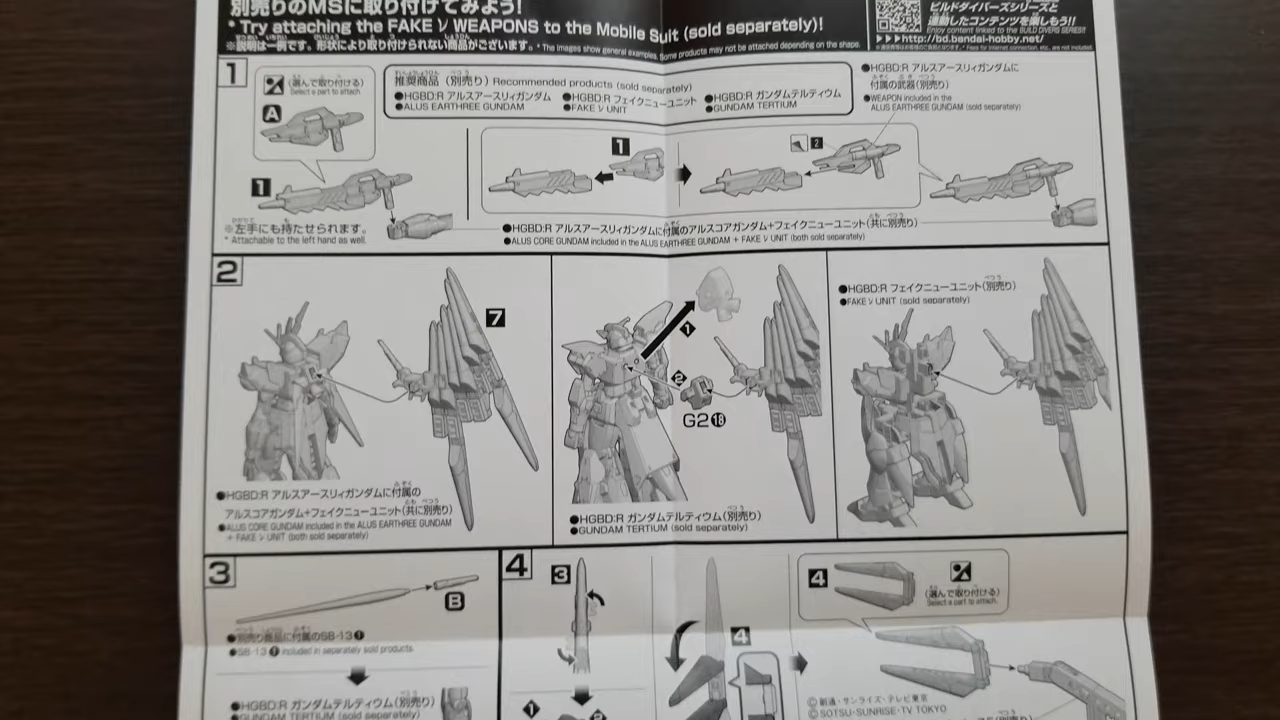 別売りのMSに取り付けてみよう!
* Try attaching the FAKE ν WEAPONS to the Mobile Suit (sold separately)!
※説明は一例です。形状により取り付けられない商品がございます。* The images show general examples. Some products may not be attached depending on the shape.
ビルドダイバーズシリーズと
連動したコンテンツを楽しもう!!
Enjoy content linked to the BUILD DIVERS SERIES!!
▶▶http://bd.bandai-hobby.net/
1
(選んで取り付ける)
Select a part to attach.
A
推奨商品(別売り) Recommended products (sold separately)
●HGBD:R アルスアースリィガンダム
●ALUS EARTHREE GUNDAM
●HGBD:R フェイクニューユニット
●FAKE ν UNIT
●HGBD:R ガンダムテルティウム
●GUNDAM TERTIUM
●HGBD:R アルスアースリィガンダムに
付属の武器(別売り)
●WEAPON included in the
ALUS EARTHREE GUNDAM (sold separately)
1
1
2
※左手にも持たせられます。
* Attachable to the left hand as well.
●HGBD:R アルスアースリィガンダムに付属のアルスコアガンダム+フェイクニューユニット(共に別売り)
●ALUS CORE GUNDAM included in the ALUS EARTHREE GUNDAM + FAKE ν UNIT (both sold separately)
2
7
●HGBD:R アルスアースリィガンダムに付属の
アルスコアガンダム+フェイクニューユニット(共に別売り)
●ALUS CORE GUNDAM included in the ALUS EARTHREE GUNDAM
+ FAKE ν UNIT (both sold separately)
1
2
G2⑱
●HGBD:R ガンダムテルティウム(別売り)
●GUNDAM TERTIUM (sold separately)
●HGBD:R フェイクニューユニット(別売り)
●FAKE ν UNIT (sold separately)
3
B
●別売り商品に付属のSB-13❶
●SB-13 ❶ included in separately sold products
●HGBD:R ガンダムテルティウム(別売り)
●GUNDAM TERTIUM (sold separately)
4
3
1
2
4
4
(選んで取り付ける)
Select a part to attach.
Ⓒ創通・サンライズ・テレビ東京
ⒸSOTSU・SUNRISE・TV TOKYO